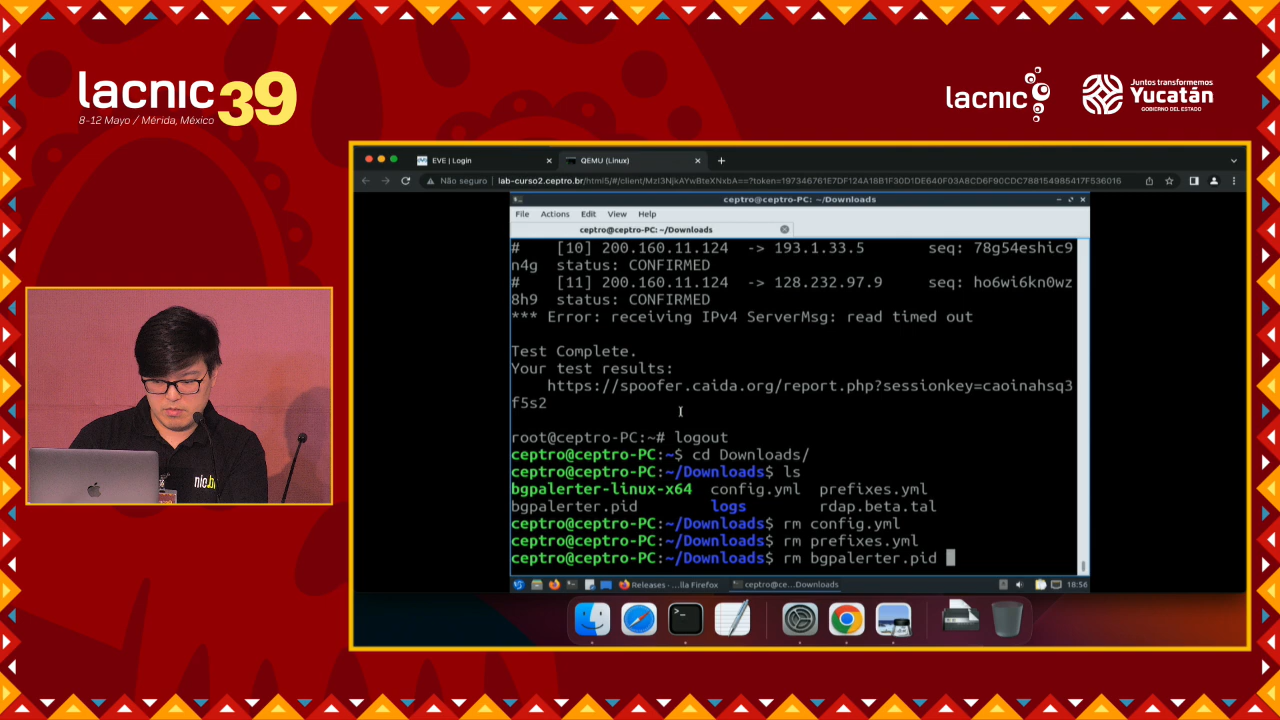 lacnic39
8-12 Mayo / Mérida, México
lacnic
Juntos transformemos
Yucatán
GOBIERNO DEL ESTADO
EVE | Login
QEMU (Linux)
Não seguro
ceptro@ceptro-PC: ~/Downloads
File Actions Edit View Help
ceptro@ceptro-PC: ~/Downloads
# [10] 200.160.11.124 -> 193.1.33.5 seq: 78g54eshic9
n4g status: CONFIRMED
# [11] 200.160.11.124 -> 128.232.97.9 seq: ho6wi6kn0wz
8h9 status: CONFIRMED
*** Error: receiving IPv4 ServerMsg: read timed out
Test Complete.
Your test results:
https://spoofer.caida.org/report.php?sessionkey=caoinahsq3
f5s2
root@ceptro-PC:~# logout
ceptro@ceptro-PC:~$ cd Downloads/
ceptro@ceptro-PC:~/Downloads$ ls
bgpalerter-linux-x64 config.yml prefixes.yml
bgpalerter.pid logs rdap.beta.tal
ceptro@ceptro-PC:~/Downloads$ rm config.yml
ceptro@ceptro-PC:~/Downloads$ rm prefixes.yml
ceptro@ceptro-PC:~/Downloads$ rm bgpalerter.pid
Releases - ...lla Firefox
ceptro@ce...Downloads
18:56
nic.br